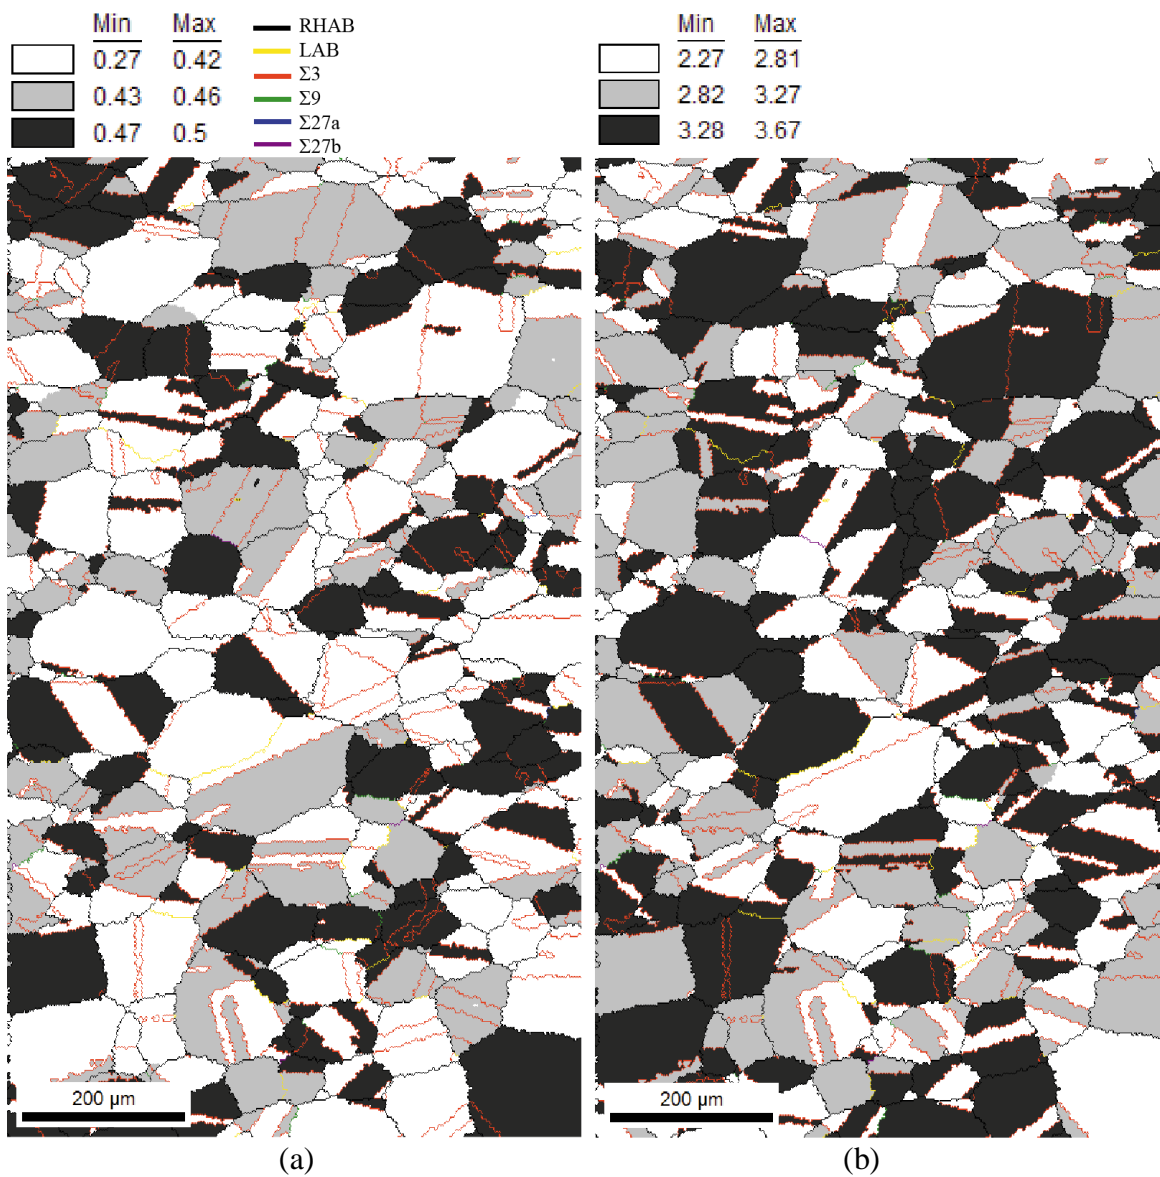 Min Max
0.27 0.42
0.43 0.46
0.47 0.5
RHAB
LAB
Σ3
Σ9
Σ27a
Σ27b
Min Max
2.27 2.81
2.82 3.27
3.28 3.67
200 µm
200 µm
(a)
(b)